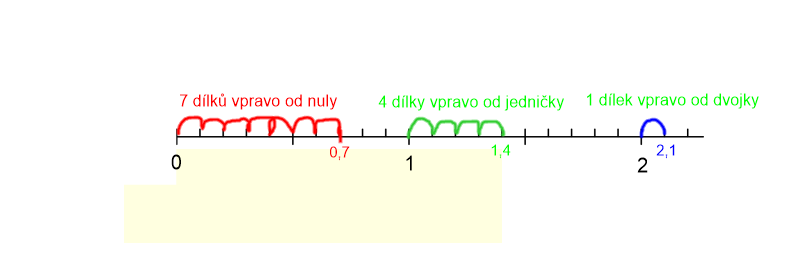 7 dílků vpravo od nuly
4 dílky vpravo od jedničky
1 dílek vpravo od dvojky
0,7
1,4
2,1
0
1
2